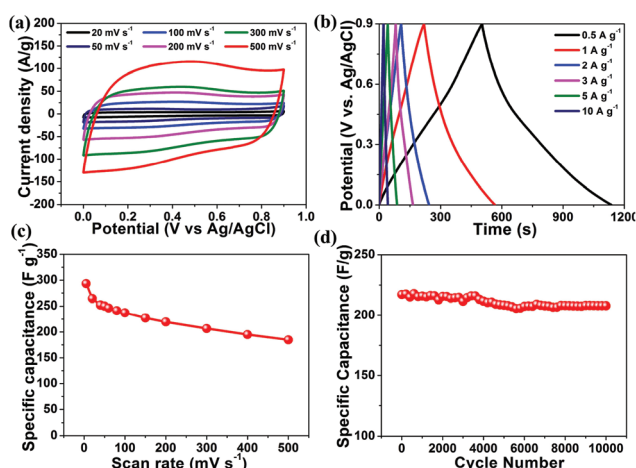 (a)
20 mV s⁻¹ 100 mV s⁻¹ 300 mV s⁻¹
50 mV s⁻¹ 200 mV s⁻¹ 500 mV s⁻¹
Current density (A/g)
200
150
100
50
0
-50
-100
-150
-200
0.0 0.2 0.4 0.6 0.8 1.0
Potential (V vs Ag/AgCl)
(b)
0.5 A g⁻¹
1 A g⁻¹
2 A g⁻¹
3 A g⁻¹
5 A g⁻¹
10 A g⁻¹
Potential (V vs. Ag/AgCl)
0.9
0.6
0.3
0.0
0 300 600 900 1200
Time (s)
(c)
Specific capacitance (F g⁻¹)
350
300
250
200
150
100
50
0
0 100 200 300 400 500
Scan rate (mV s⁻¹)
(d)
Specific Capacitance (F/g)
250
200
150
100
0 2000 4000 6000 8000 10000
Cycle Number